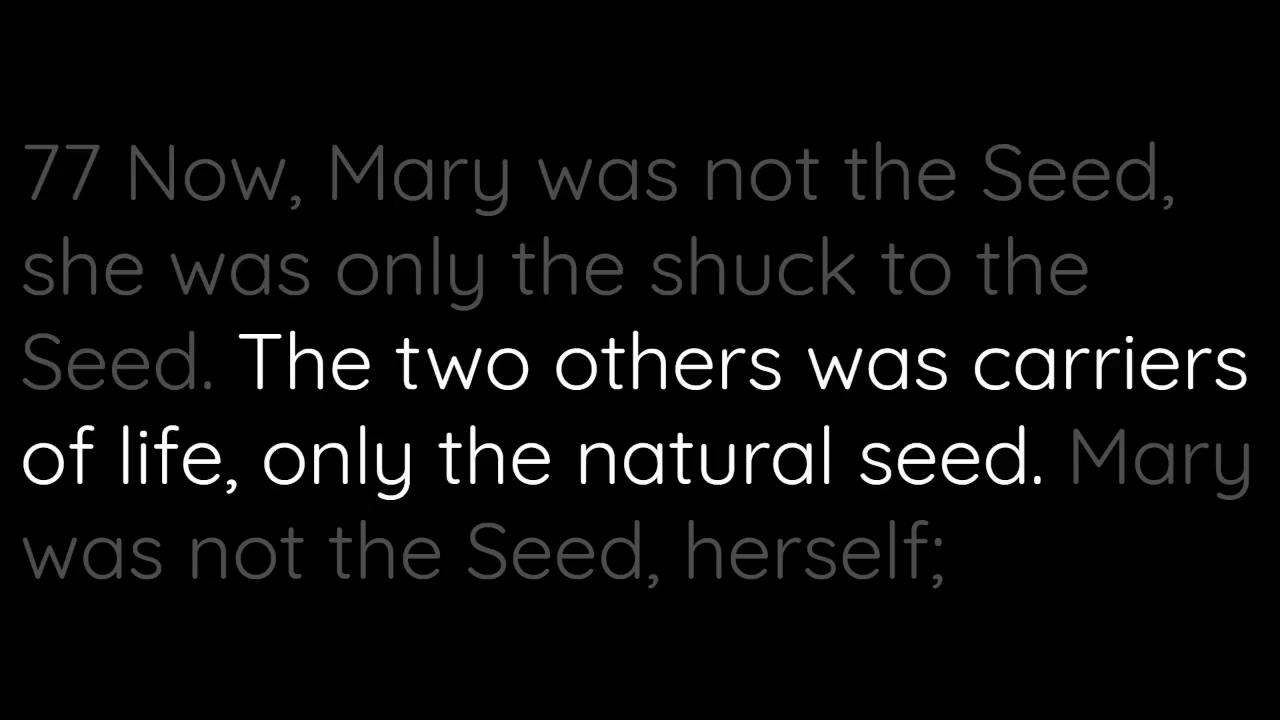 77 Now, Mary was not the Seed,
she was only the shuck to the
Seed. The two others was carriers
of life, only the natural seed. Mary
was not the Seed, herself;